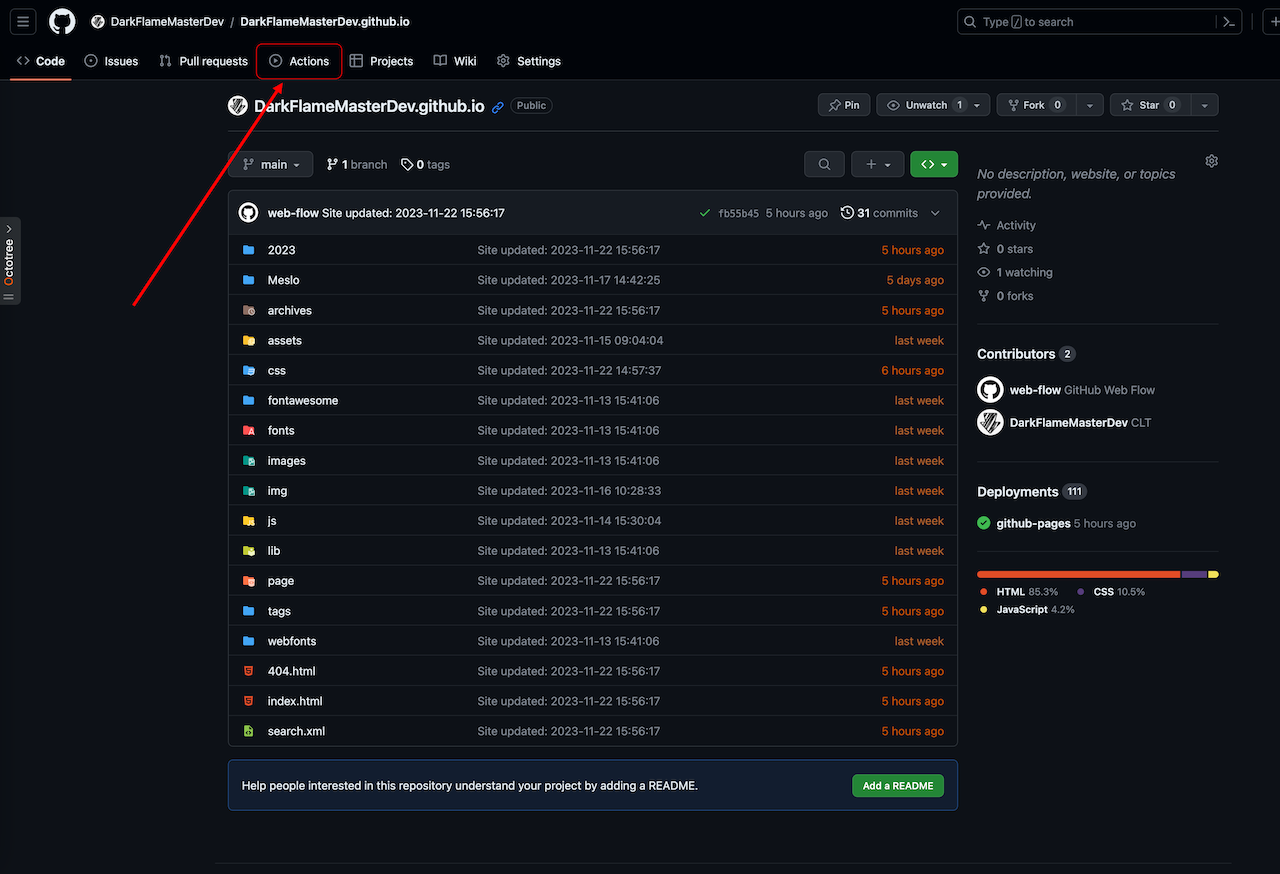 DarkFlameMasterDev / DarkFlameMasterDev.github.io
Type / to search
Code Issues Pull requests Actions Projects Wiki Settings
DarkFlameMasterDev.github.io Public
Pin Unwatch 1 Fork 0 Star 0
main 1 branch 0 tags
web-flow Site updated: 2023-11-22 15:56:17 fb55b45 5 hours ago 31 commits
2023 Site updated: 2023-11-22 15:56:17 5 hours ago
Meslo Site updated: 2023-11-17 14:42:25 5 days ago
archives Site updated: 2023-11-22 15:56:17 5 hours ago
assets Site updated: 2023-11-15 09:04:04 last week
css Site updated: 2023-11-22 14:57:37 6 hours ago
fontawesome Site updated: 2023-11-13 15:41:06 last week
fonts Site updated: 2023-11-13 15:41:06 last week
images Site updated: 2023-11-13 15:41:06 last week
img Site updated: 2023-11-16 10:28:33 last week
js Site updated: 2023-11-14 15:30:04 last week
lib Site updated: 2023-11-13 15:41:06 last week
page Site updated: 2023-11-22 15:56:17 5 hours ago
tags Site updated: 2023-11-22 15:56:17 5 hours ago
webfonts Site updated: 2023-11-13 15:41:06 last week
404.html Site updated: 2023-11-22 15:56:17 5 hours ago
index.html Site updated: 2023-11-22 15:56:17 5 hours ago
search.xml Site updated: 2023-11-22 15:56:17 5 hours ago
Help people interested in this repository understand your project by adding a README. Add a README
No description, website, or topics
provided.
Activity
0 stars
1 watching
0 forks
Contributors 2
web-flow GitHub Web Flow
DarkFlameMasterDev CLT
Deployments 111
github-pages 5 hours ago
HTML 85.3% CSS 10.5%
JavaScript 4.2%
Octotree